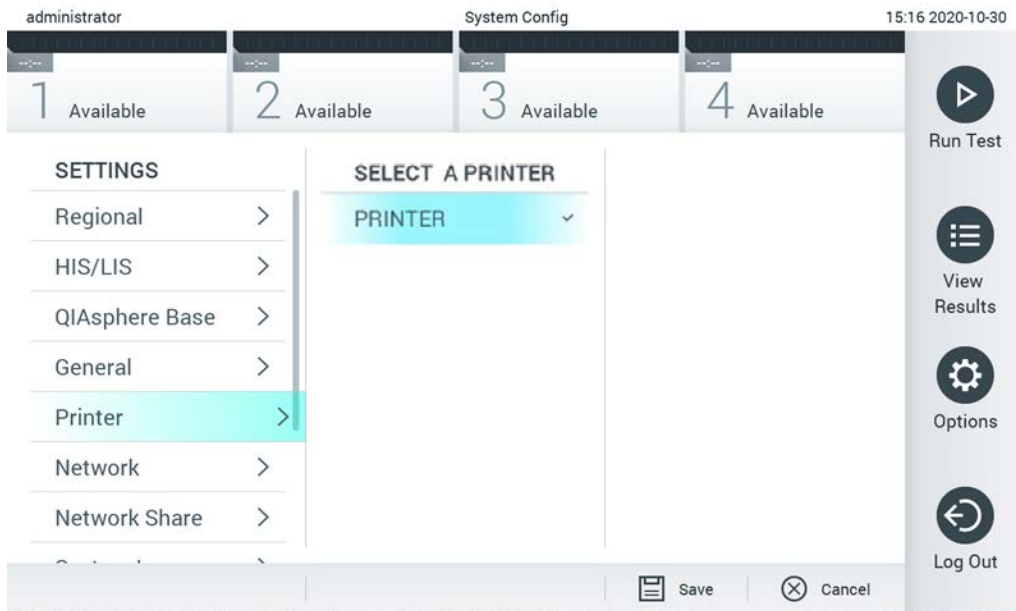 administrator
System Config
15:16 2020-10-30
--:--
--:--
--:--
--:--
1 Available
2 Available
3 Available
4 Available
Run Test
View
Results
Options
Log Out
SETTINGS
Regional
HIS/LIS
QIAsphere Base
General
Printer
Network
Network Share
SELECT A PRINTER
PRINTER
Save
Cancel